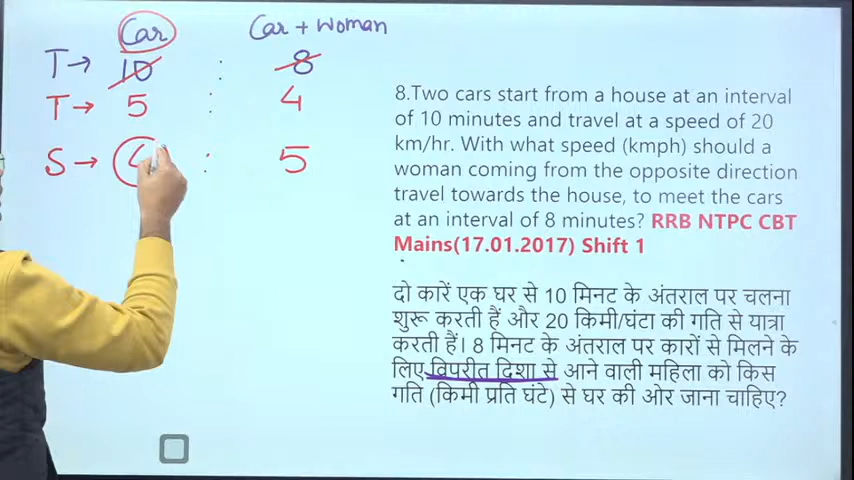 Car Car + Woman
T → 10 : 8
T → 5 : 4
S → 4 : 5
8.Two cars start from a house at an interval
of 10 minutes and travel at a speed of 20
km/hr. With what speed (kmph) should a
woman coming from the opposite direction
travel towards the house, to meet the cars
at an interval of 8 minutes? RRB NTPC CBT
Mains(17.01.2017) Shift 1
दो कारें एक घर से 10 मिनट के अंतराल पर चलना
शुरू करती हैं और 20 किमी/घंटा की गति से यात्रा
करती हैं। 8 मिनट के अंतराल पर कारों से मिलने के
लिए विपरीत दिशा से आने वाली महिला को किस
गति (किमी प्रति घंटे) से घर की ओर जाना चाहिए?